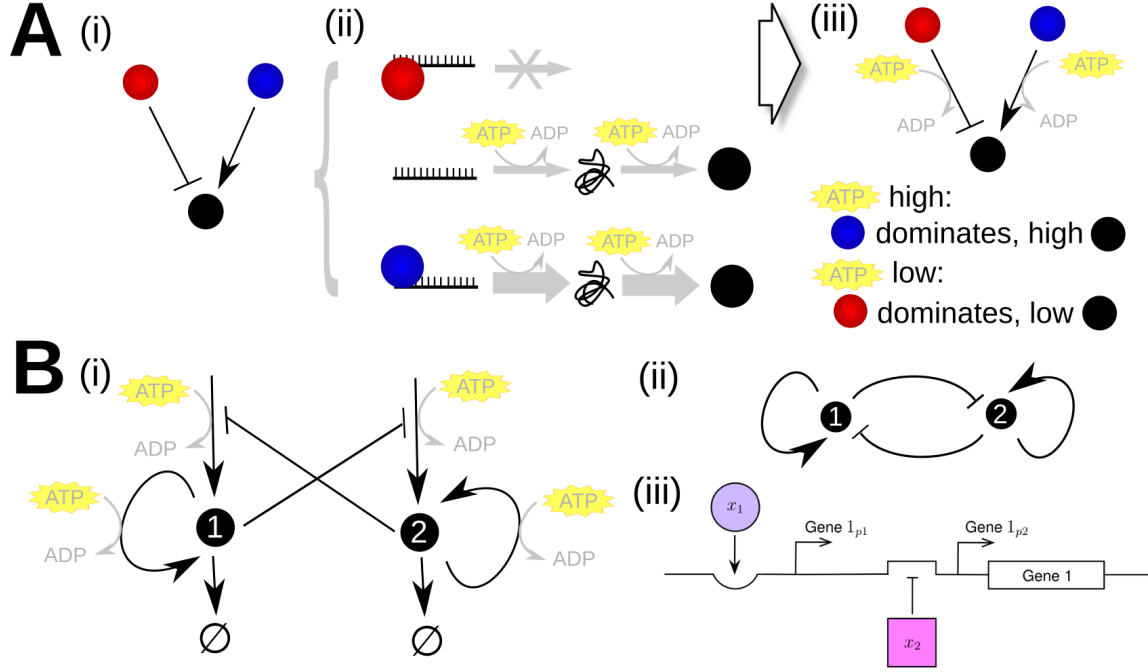 A
(i)
(ii)
ATP ADP ATP ADP
ATP ADP ATP ADP
(iii)
ATP ATP
ADP ADP
ATP high:
dominates, high
ATP low:
dominates, low
B
(i)
ATP ATP
ADP ADP
ATP 1 2 ATP
ADP ADP
∅ ∅
(ii)
1 2
(iii)
x₁
Gene 1ₚ₁ Gene 1ₚ₂
Gene 1
x₂